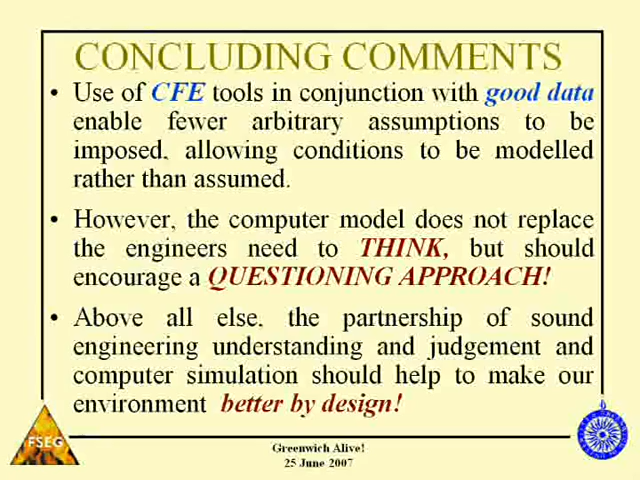 CONCLUDING COMMENTS
• Use of CFE tools in conjunction with good data
enable fewer arbitrary assumptions to be
imposed, allowing conditions to be modelled
rather than assumed.
• However, the computer model does not replace
the engineers need to THINK, but should
encourage a QUESTIONING APPROACH!
• Above all else, the partnership of sound
engineering understanding and judgement and
computer simulation should help to make our
environment better by design!
FSEG
Greenwich Alive!
25 June 2007